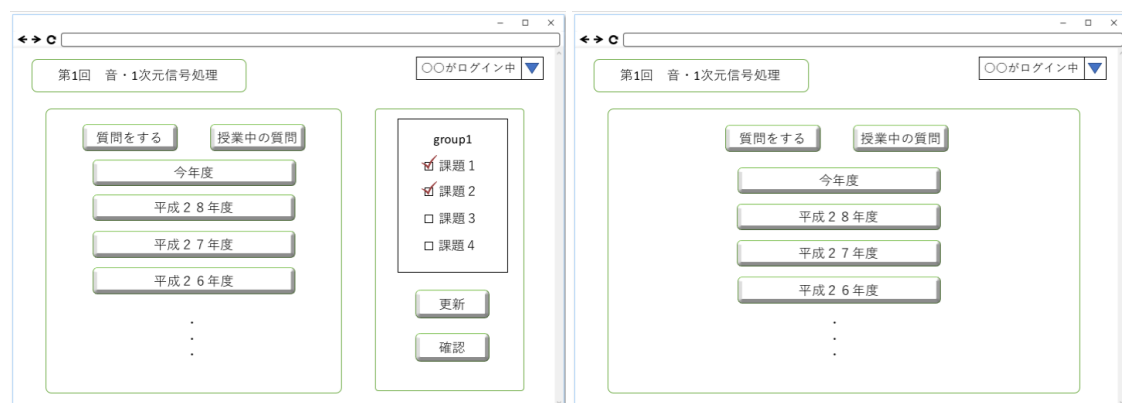 第1回　音・1次元信号処理
〇〇がログイン中
質問をする
授業中の質問
今年度
平成２８年度
平成２７年度
平成２６年度
group1
課題１
課題２
課題３
課題４
更新
確認
第1回　音・1次元信号処理
〇〇がログイン中
質問をする
授業中の質問
今年度
平成２８年度
平成２７年度
平成２６年度